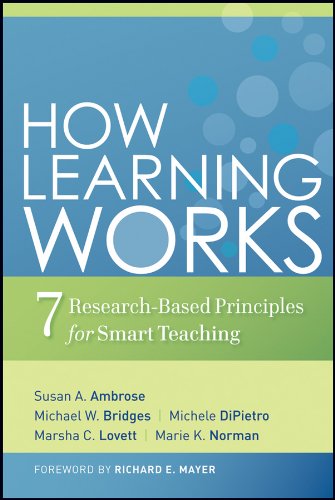 HOW
LEARNING
WORKS
7 Research-Based Principles
for Smart Teaching
Susan A. Ambrose
Michael W. Bridges | Michele DiPietro
Marsha C. Lovett | Marie K. Norman
FOREWORD BY RICHARD E. MAYER